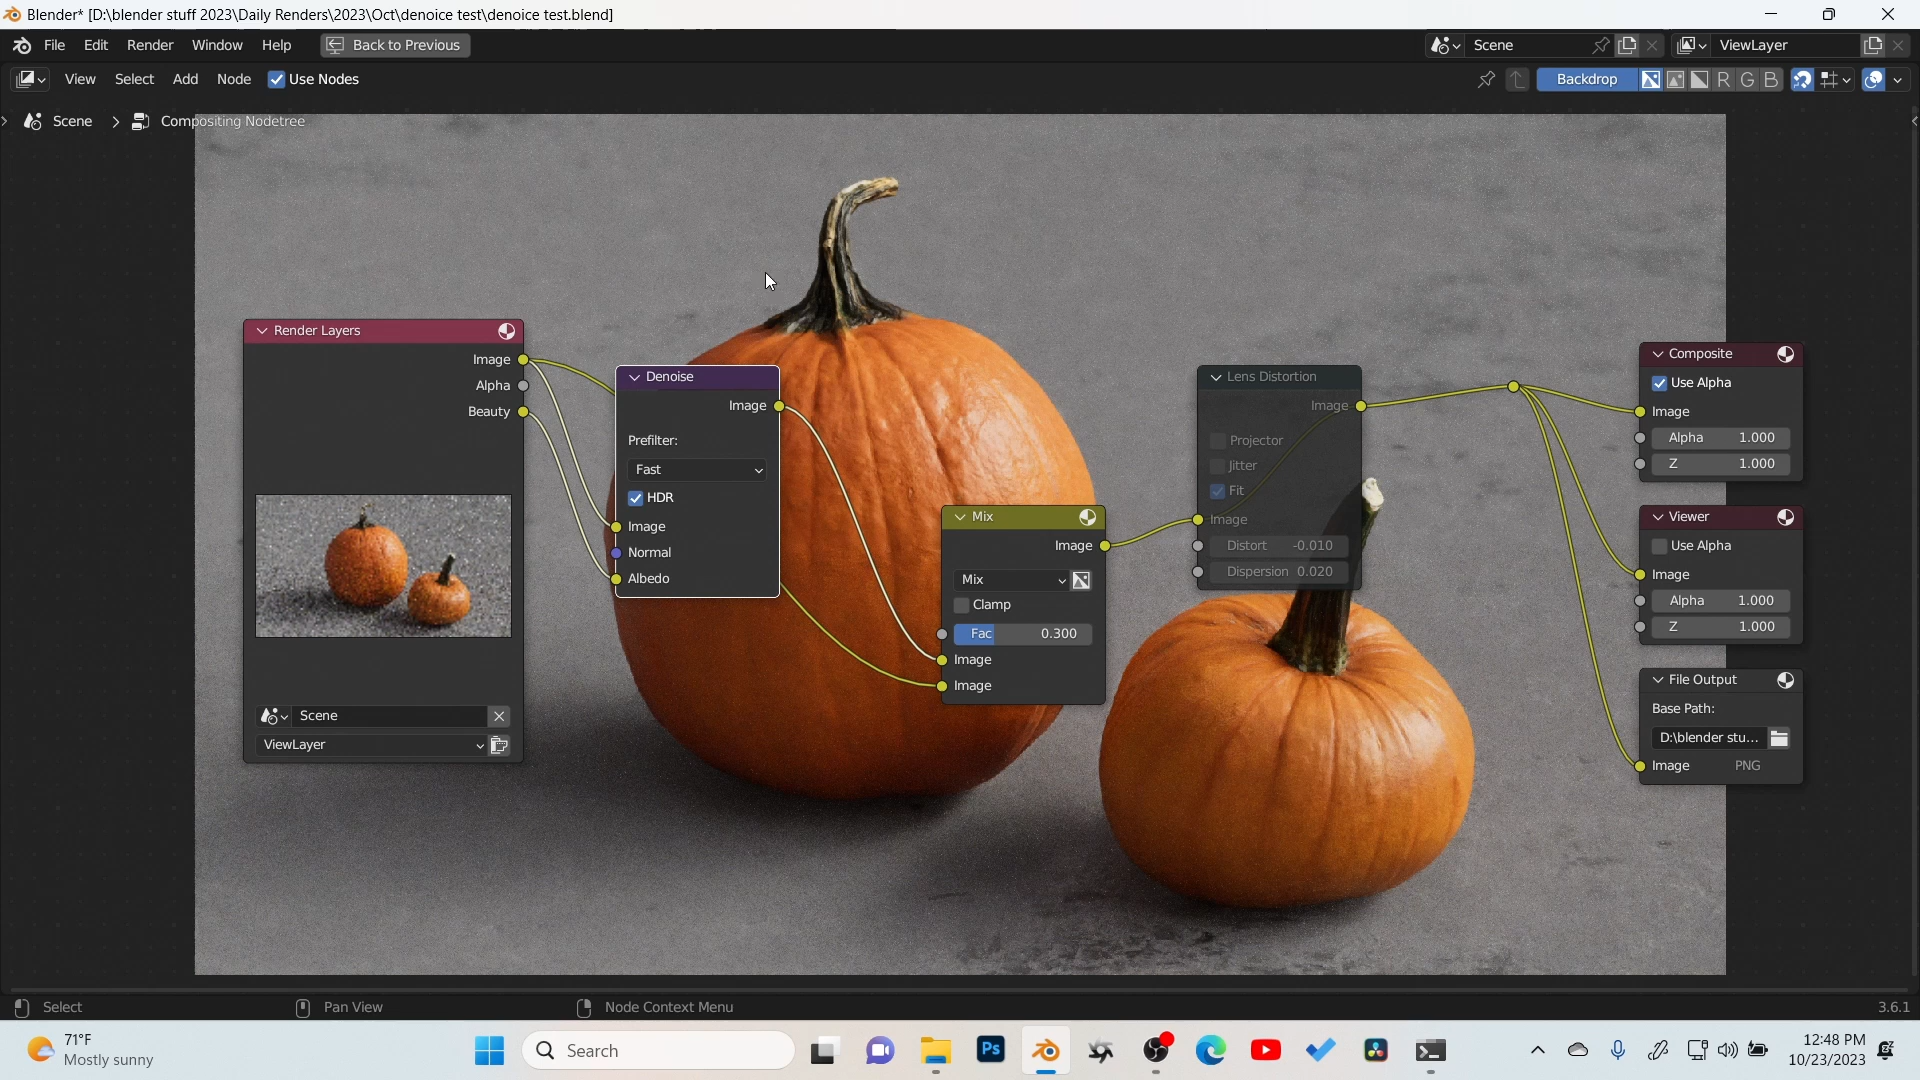 Blender* [D:\blender stuff 2023\Daily Renders\2023\Oct\denoice test\denoice test.blend]
File Edit Render Window Help Back to Previous Scene ViewLayer
View Select Add Node Use Nodes Backdrop R G B
Scene > Compositing Nodetree
Render Layers
Image
Alpha
Beauty
Scene
ViewLayer
Denoise
Image
Prefilter:
Fast
HDR
Image
Normal
Albedo
Mix
Image
Mix
Clamp
Fac 0.300
Image
Image
Lens Distortion
Image
Projector
Jitter
Fit
Image
Distort -0.010
Dispersion 0.020
Composite
Use Alpha
Image
Alpha 1.000
Z 1.000
Viewer
Use Alpha
Image
Alpha 1.000
Z 1.000
File Output
Base Path:
D:\blender stu...
Image PNG
Select Pan View Node Context Menu 3.6.1
71°F
Mostly sunny
Search
Ps
12:48 PM
10/23/2023